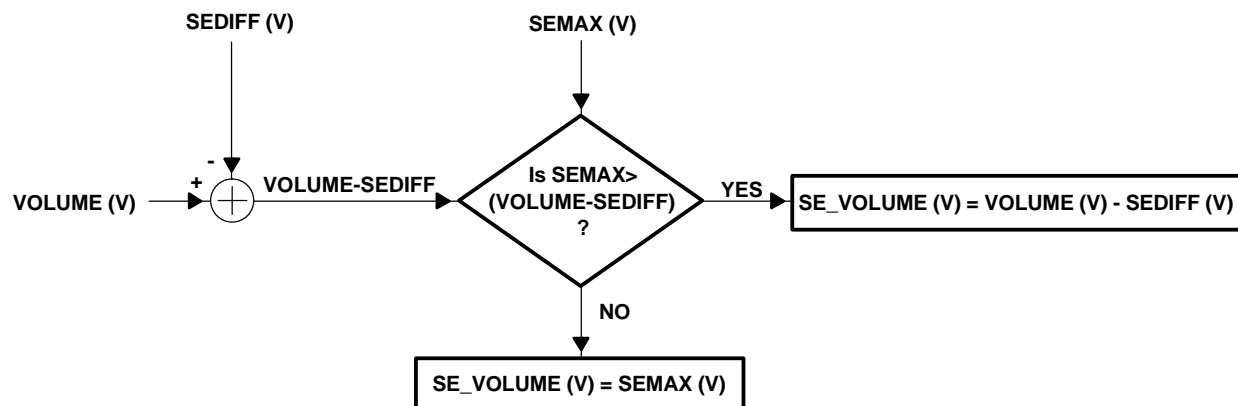 SEDIFF (V)
SEMAX (V)
-
+
VOLUME (V)
VOLUME-SEDIFF
Is SEMAX>
(VOLUME-SEDIFF)
?
YES
SE_VOLUME (V) = VOLUME (V) - SEDIFF (V)
NO
SE_VOLUME (V) = SEMAX (V)